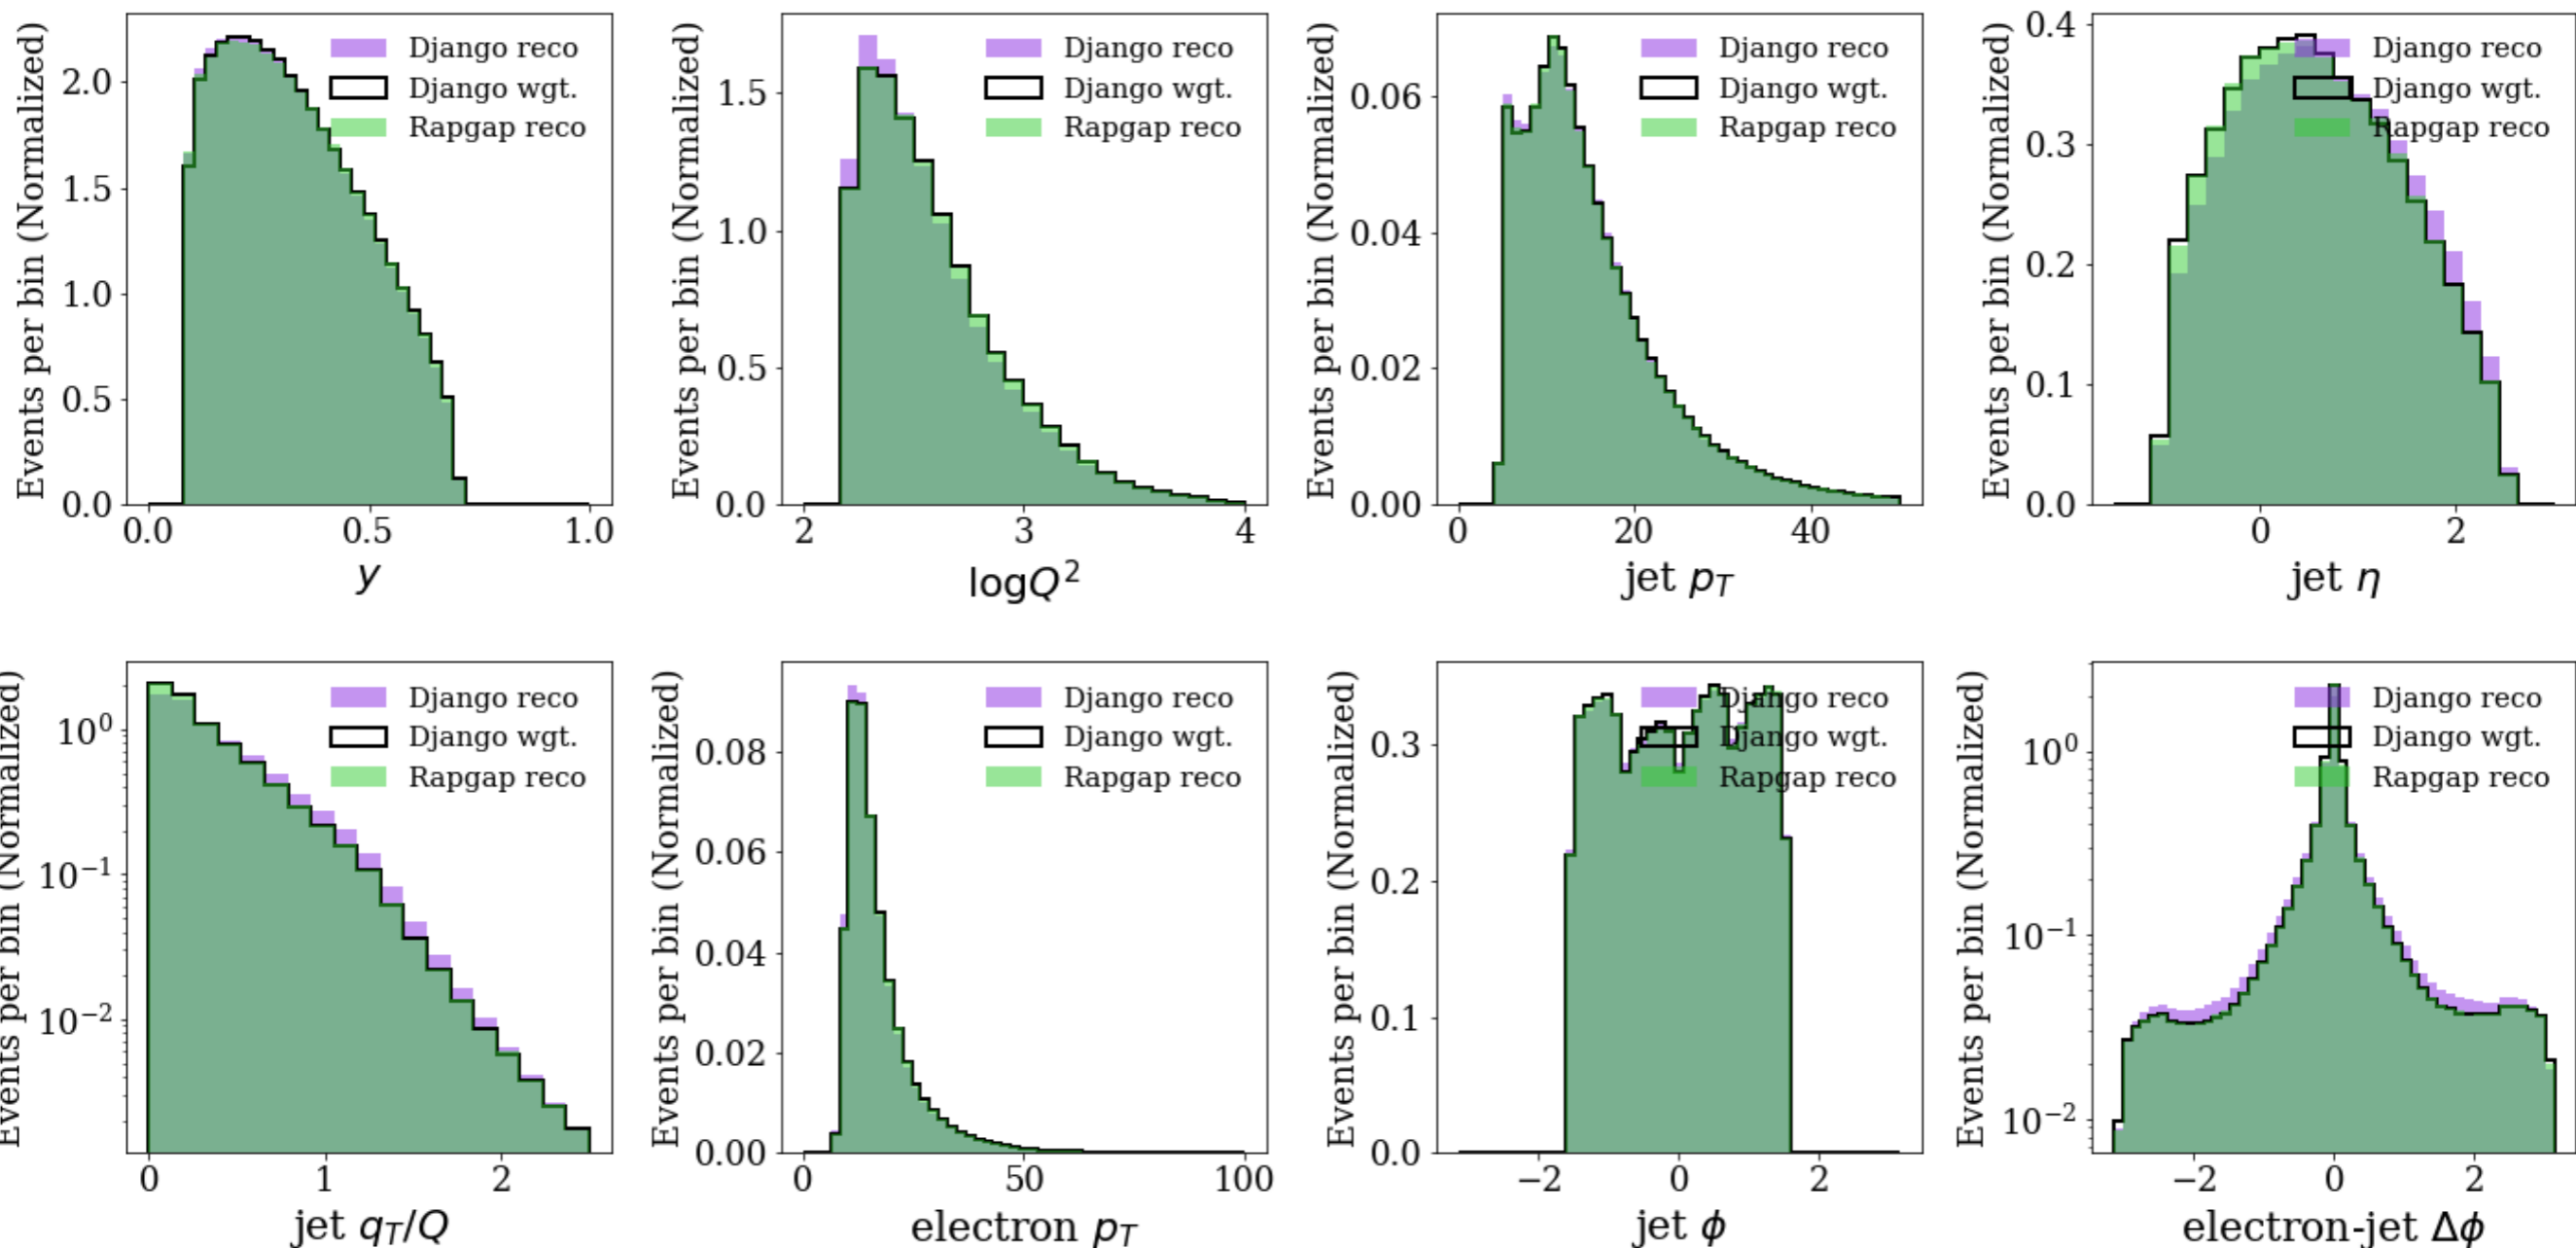 Events per bin (Normalized)
2.0
1.5
1.0
0.5
0.0
Django reco
Django wgt.
Rapgap reco
0.0 0.5 1.0
y
Events per bin (Normalized)
1.5
1.0
0.5
0.0
Django reco
Django wgt.
Rapgap reco
2 3 4
logQ²
Events per bin (Normalized)
0.06
0.04
0.02
0.00
Django reco
Django wgt.
Rapgap reco
0 20 40
jet p_T
Events per bin (Normalized)
0.4
0.3
0.2
0.1
0.0
Django reco
Django wgt.
Rapgap reco
0 2
jet η
Events per bin (Normalized)
10⁰
10⁻¹
10⁻²
Django reco
Django wgt.
Rapgap reco
0 1 2
jet q_T/Q
Events per bin (Normalized)
0.08
0.06
0.04
0.02
0.00
Django reco
Django wgt.
Rapgap reco
0 50 100
electron p_T
Events per bin (Normalized)
0.3
0.2
0.1
0.0
Django reco
Django wgt.
Rapgap reco
−2 0 2
jet ϕ
Events per bin (Normalized)
10⁰
10⁻¹
10⁻²
Django reco
Django wgt.
Rapgap reco
−2 0 2
electron-jet Δϕ